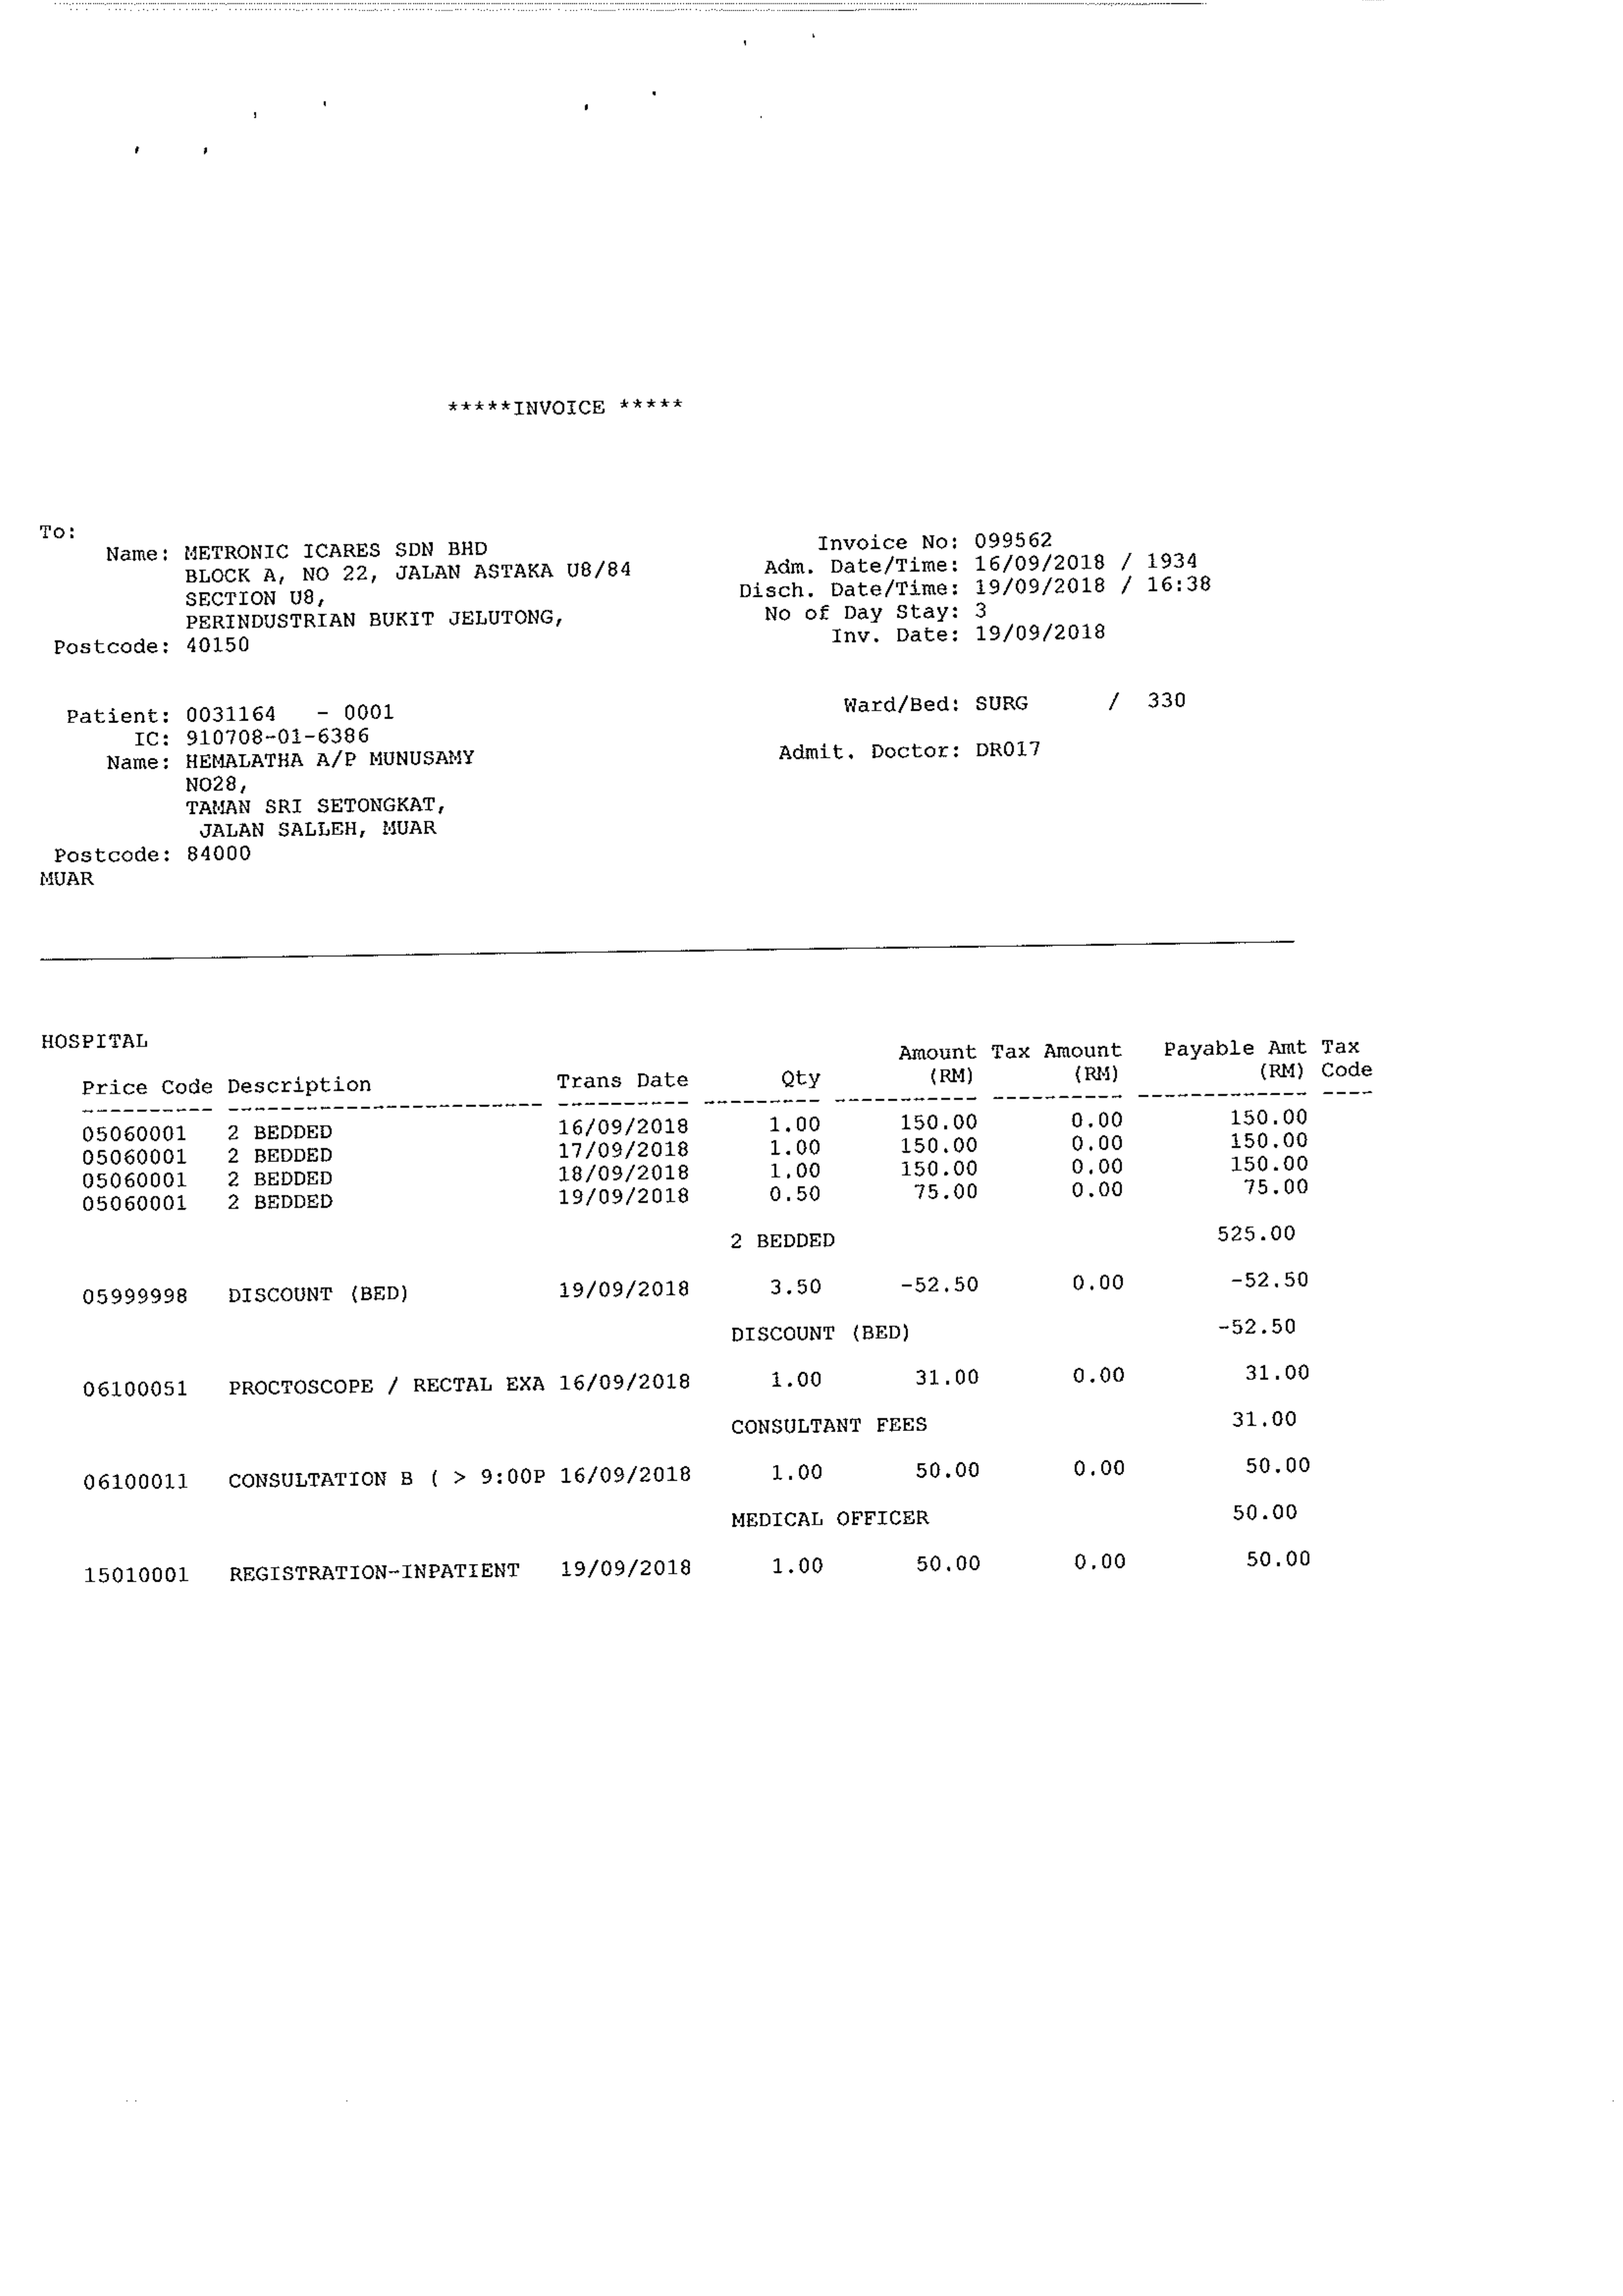 *****INVOICE *****
To:
Name: METRONIC ICARES SDN BHD
BLOCK A, NO 22, JALAN ASTAKA U8/84
SECTION U8,
PERINDUSTRIAN BUKIT JELUTONG,
Postcode: 40150
Invoice No: 099562
Adm. Date/Time: 16/09/2018 / 1934
Disch. Date/Time: 19/09/2018 / 16:38
No of Day Stay: 3
Inv. Date: 19/09/2018
Patient: 0031164 - 0001
IC: 910708-01-6386
Name: HEMALATHA A/P MUNUSAMY
NO28,
TAMAN SRI SETONGKAT,
JALAN SALLEH, MUAR
Postcode: 84000
MUAR
Ward/Bed: SURG / 330
Admit. Doctor: DR017
HOSPITAL
Amount Tax Amount Payable Amt Tax
Price Code Description Trans Date Qty (RM) (RM) (RM) Code
05060001 2 BEDDED 16/09/2018 1.00 150.00 0.00 150.00
05060001 2 BEDDED 17/09/2018 1.00 150.00 0.00 150.00
05060001 2 BEDDED 18/09/2018 1.00 150.00 0.00 150.00
05060001 2 BEDDED 19/09/2018 0.50 75.00 0.00 75.00
2 BEDDED 525.00
05999998 DISCOUNT (BED) 19/09/2018 3.50 -52.50 0.00 -52.50
DISCOUNT (BED) -52.50
06100051 PROCTOSCOPE / RECTAL EXA 16/09/2018 1.00 31.00 0.00 31.00
CONSULTANT FEES 31.00
06100011 CONSULTATION B ( > 9:00P 16/09/2018 1.00 50.00 0.00 50.00
MEDICAL OFFICER 50.00
15010001 REGISTRATION-INPATIENT 19/09/2018 1.00 50.00 0.00 50.00